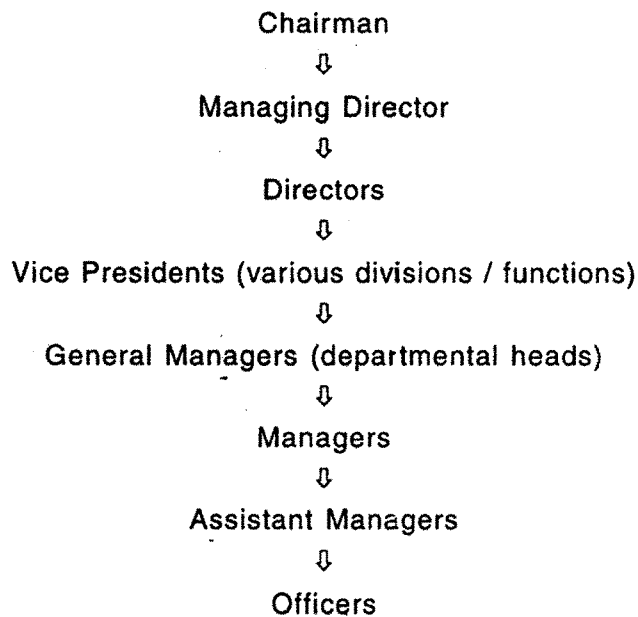 Chairman
⇩
Managing Director
⇩
Directors
⇩
Vice Presidents (various divisions / functions)
⇩
General Managers (departmental heads)
⇩
Managers
⇩
Assistant Managers
⇩
Officers